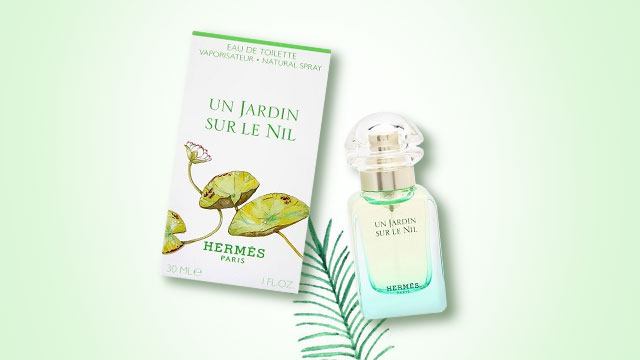 EAU DE TOILETTE
VAPORISATEUR • NATURAL SPRAY
UN JARDIN
SUR LE NIL
HERMÈS
PARIS
30 ML℮
1 FL.OZ.
UN JARDIN
SUR LE NIL
HERMÈS
PARIS